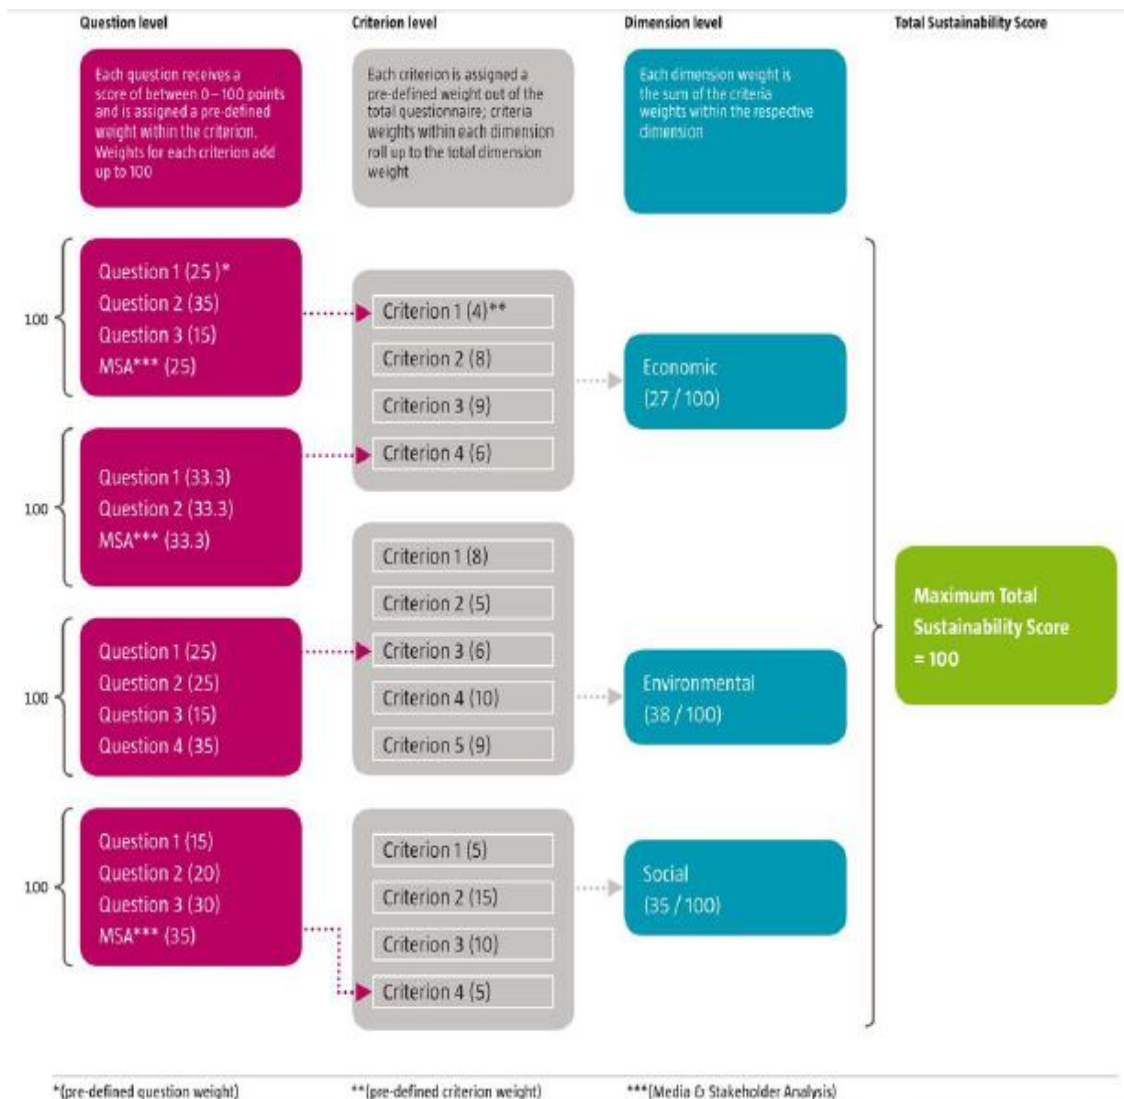 Question level
Criterion level
Dimension level
Total Sustainability Score
Each question receives a
score of between 0–100 points
and is assigned a pre-defined
weight within the criterion.
Weights for each criterion add
up to 100
Each criterion is assigned a
pre-defined weight out of the
total questionnaire; criteria
weights within each dimension
roll up to the total dimension
weight
Each dimension weight is
the sum of the criteria
weights within the respective
dimension
100
Question 1 (25 )*
Question 2 (35)
Question 3 (15)
MSA*** (25)
100
Question 1 (33.3)
Question 2 (33.3)
MSA*** (33.3)
100
Question 1 (25)
Question 2 (25)
Question 3 (15)
Question 4 (35)
100
Question 1 (15)
Question 2 (20)
Question 3 (30)
MSA*** (35)
Criterion 1 (4)**
Criterion 2 (8)
Criterion 3 (9)
Criterion 4 (6)
Criterion 1 (8)
Criterion 2 (5)
Criterion 3 (6)
Criterion 4 (10)
Criterion 5 (9)
Criterion 1 (5)
Criterion 2 (15)
Criterion 3 (10)
Criterion 4 (5)
Economic
(27 / 100)
Environmental
(38 / 100)
Social
(35 / 100)
Maximum Total
Sustainability Score
= 100
*(pre-defined question weight)
**(pre-defined criterion weight)
***(Media & Stakeholder Analysis)